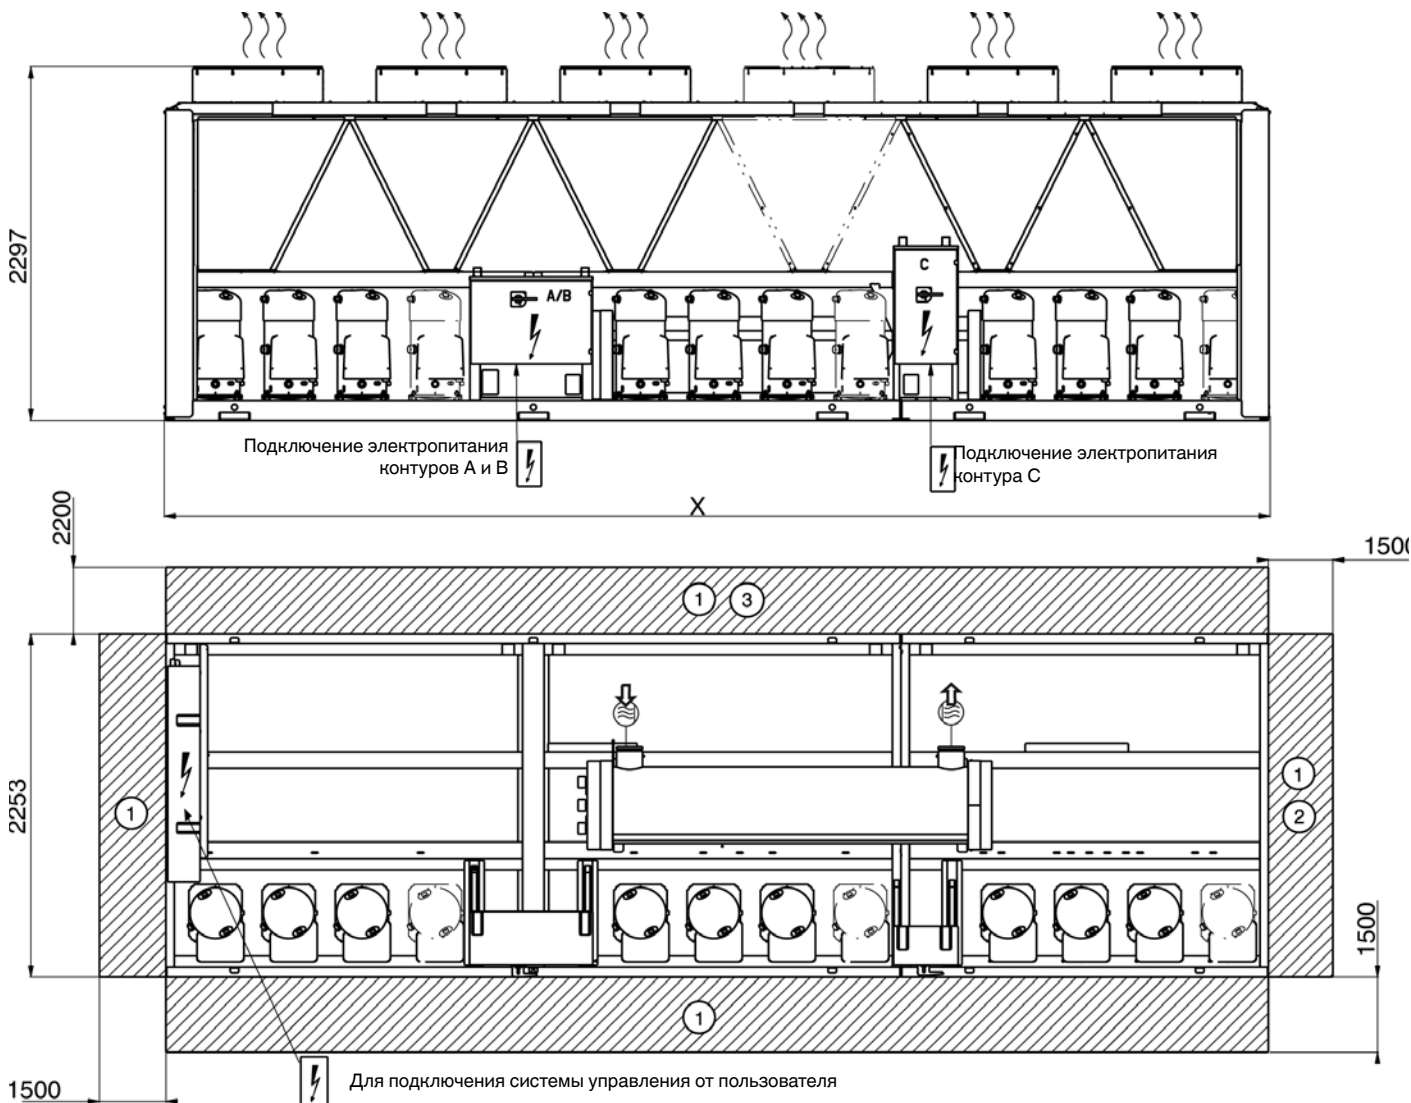 2297
A/B
C
Подключение электропитания
контуров А и В
Подключение электропитания
контура С
X
2200
1500
1 3
2253
1
1
2
1500
1
1500
Для подключения системы управления от пользователя